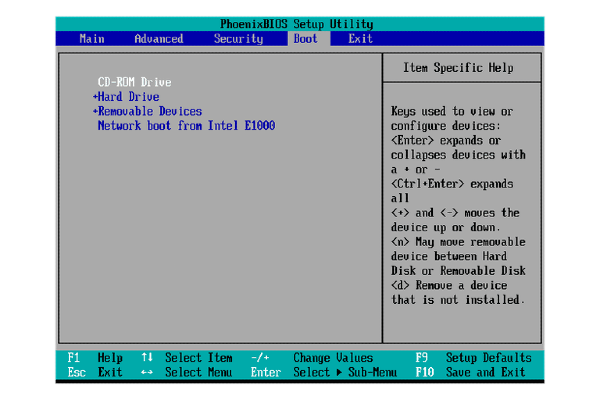 PhoenixBIOS Setup Utility
Main Advanced Security Boot Exit
CD-ROM Drive
+Hard Drive
+Removable Devices
Network boot from Intel E1000
Item Specific Help
Keys used to view or
configure devices:
<Enter> expands or
collapses devices with
a + or -
<Ctrl+Enter> expands
all
<+> and <-> moves the
device up or down.
<n> May move removable
device between Hard
Disk or Removable Disk
<d> Remove a device
that is not installed.
F1 Help ↑↓ Select Item -/+ Change Values F9 Setup Defaults
Esc Exit ↔ Select Menu Enter Select ▶ Sub-Menu F10 Save and Exit